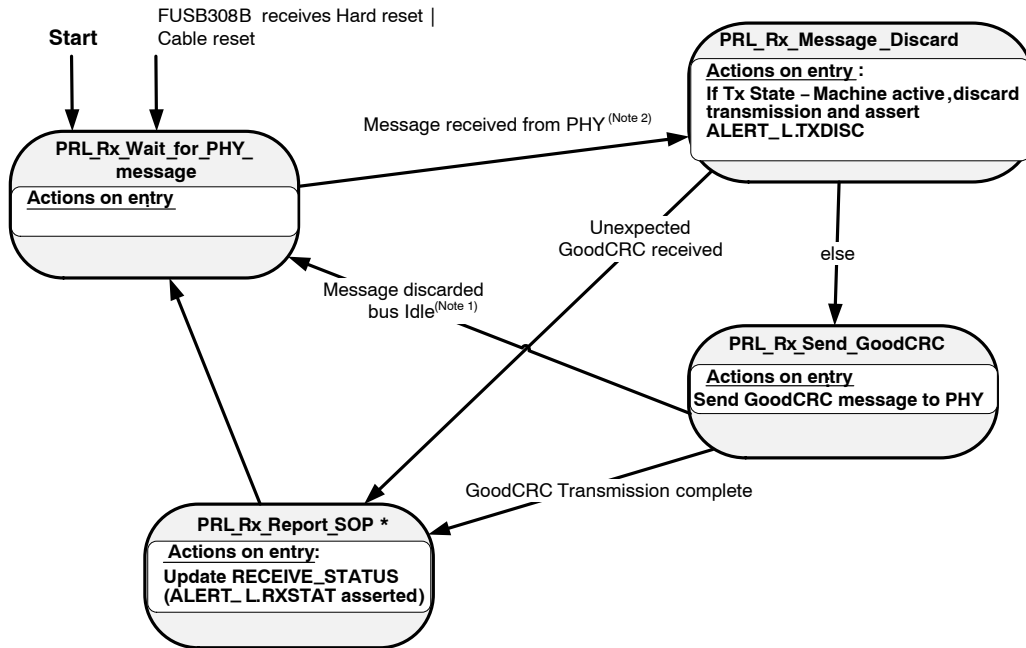 Start
FUSB308B receives Hard reset |
Cable reset
PRL_Rx_Wait_for_PHY_
message
Actions on entry
Message received from PHY (Note 2)
PRL_Rx_Message_Discard
Actions on entry :
If Tx State – Machine active ,discard
transmission and assert
ALERT_L.TXDISC
Unexpected
GoodCRC received
else
Message discarded
bus Idle(Note 1)
PRL_Rx_Send_GoodCRC
Actions on entry
Send GoodCRC message to PHY
GoodCRC Transmission complete
PRL_Rx_Report_SOP *
Actions on entry:
Update RECEIVE_STATUS
(ALERT_ L.RXSTAT asserted)